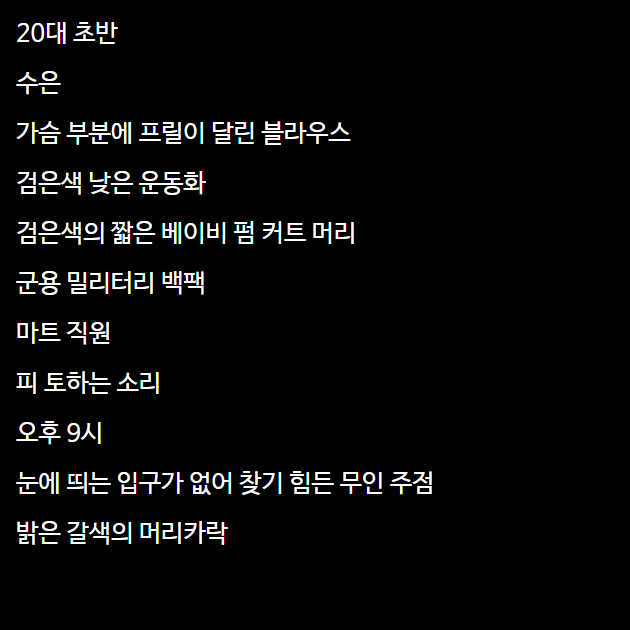 20대 초반
수은
가슴 부분에 프릴이 달린 블라우스
검은색 낮은 운동화
검은색의 짧은 베이비 펌 커트 머리
군용 밀리터리 백팩
마트 직원
피 토하는 소리
오후 9시
눈에 띄는 입구가 없어 찾기 힘든 무인 주점
밝은 갈색의 머리카락